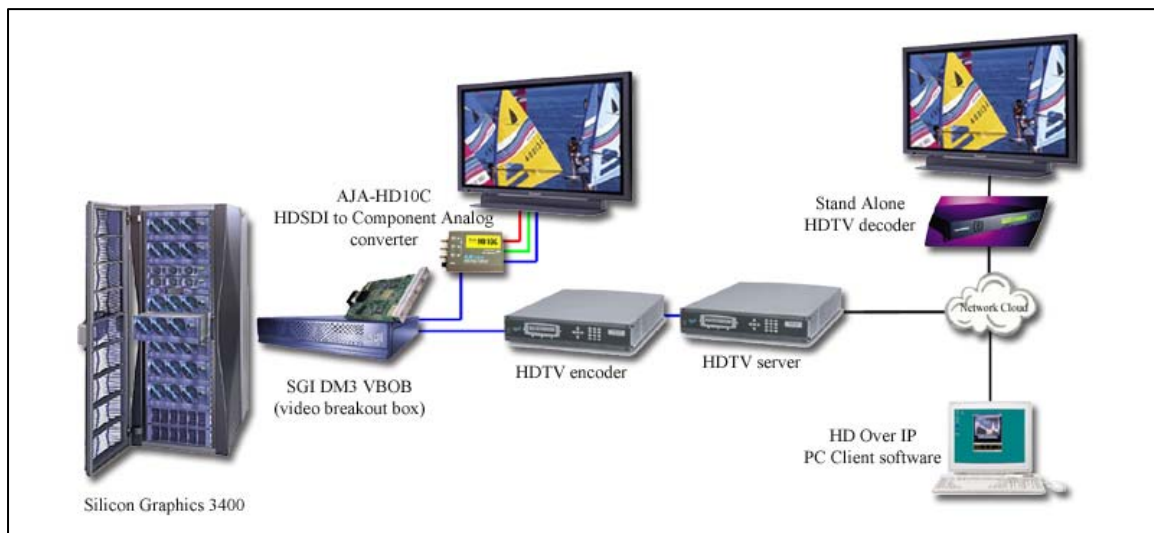 AJA-HD10C
HDSDI to Component Analog
converter
Stand Alone
HDTV decoder
Network Cloud
HDTV encoder
HDTV server
SGI DM3 VBOB
(video breakout box)
HD Over IP
PC Client software
Silicon Graphics 3400